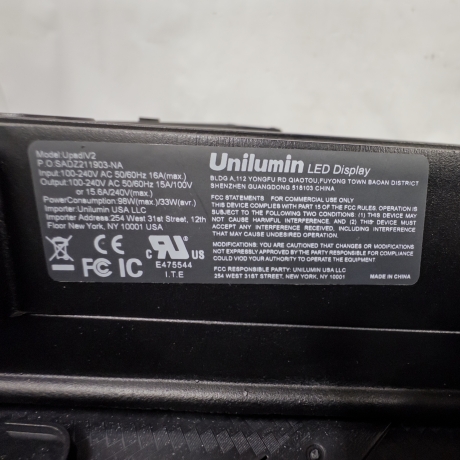 Model: UpadIV2
P.O:SADZ211903-NA
Input:100-240V AC 50/60Hz 16A(max.)
Output:100-240V AC 50/60Hz 15A/100V
or 15.6A/240V(max.)
PowerConsumption:98W(max.)/33W(avr.)
Importer:Unilumin USA LLC
Importer Address:254 West 31st Street, 12th
Floor New York, NY 10001 USA
CE
FC IC
C UL US
E475544
I.T.E
Unilumin LED Display
BLDG A,112 YONGFU RD QIAOTOU,FUYONG TOWN BAOAN DISTRICT
SHENZHEN GUANGDONG 518103 CHINA
FCC STATEMENTS - FOR COMMERCIAL USE ONLY
THIS DEVICE COMPLIES WITH PART 15 OF THE FCC RULES. OPERATION IS
SUBJECT TO THE FOLLOWING TWO CONDITIONS: (1) THIS DEVICE MAY
NOT CAUSE HARMFUL INTERFERENCE, AND (2) THIS DEVICE MUST
ACCEPT ANY INTERFERENCE RECEIVED, INCLUDING INTERFERENCE
THAT MAY CAUSE UNDESIRED OPERATION.
MODIFICATIONS: YOU ARE CAUTIONED THAT CHANGES OR MODIFICATIONS
NOT EXPRESSLY APPROVED BY THE PARTY RESPONSIBLE FOR COMPLIANCE
COULD VIOD YOUR AUTHORITY TO OPERATE THE EQUIPMENT
FCC RESPONSIBLE PARTY: UNILUMIN USA LLC
254 WEST 31ST STREET, NEW YORK, NY 10001
MADE IN CHINA